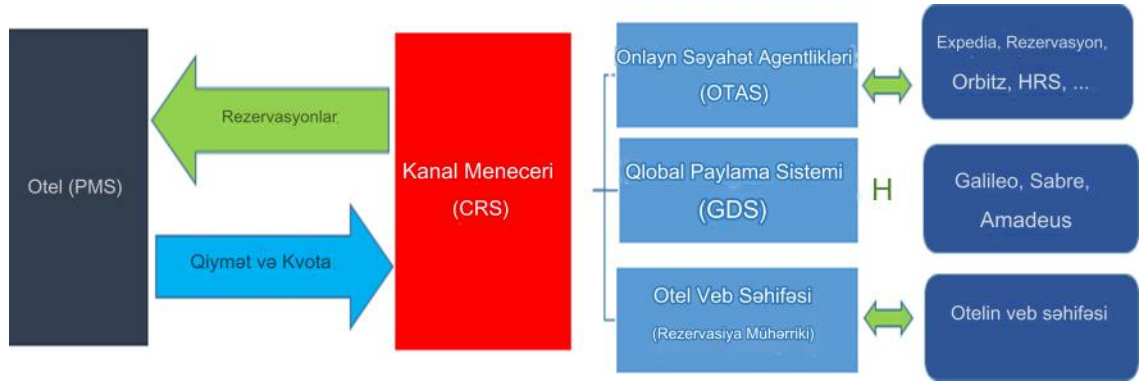 Otel (PMS)
Rezervasyonlar
Qiymət və Kvota
Kanal Meneceri
(CRS)
Onlayn Səyahət Agentlikləri
(OTAS)
Qlobal Paylama Sistemi
(GDS)
Otel Veb Səhifəsi
(Rezervasiya Mühərriki)
H
Expedia, Rezervasyon,
Orbitz, HRS, ...
Galileo, Sabre,
Amadeus
Otelin veb səhifəsi